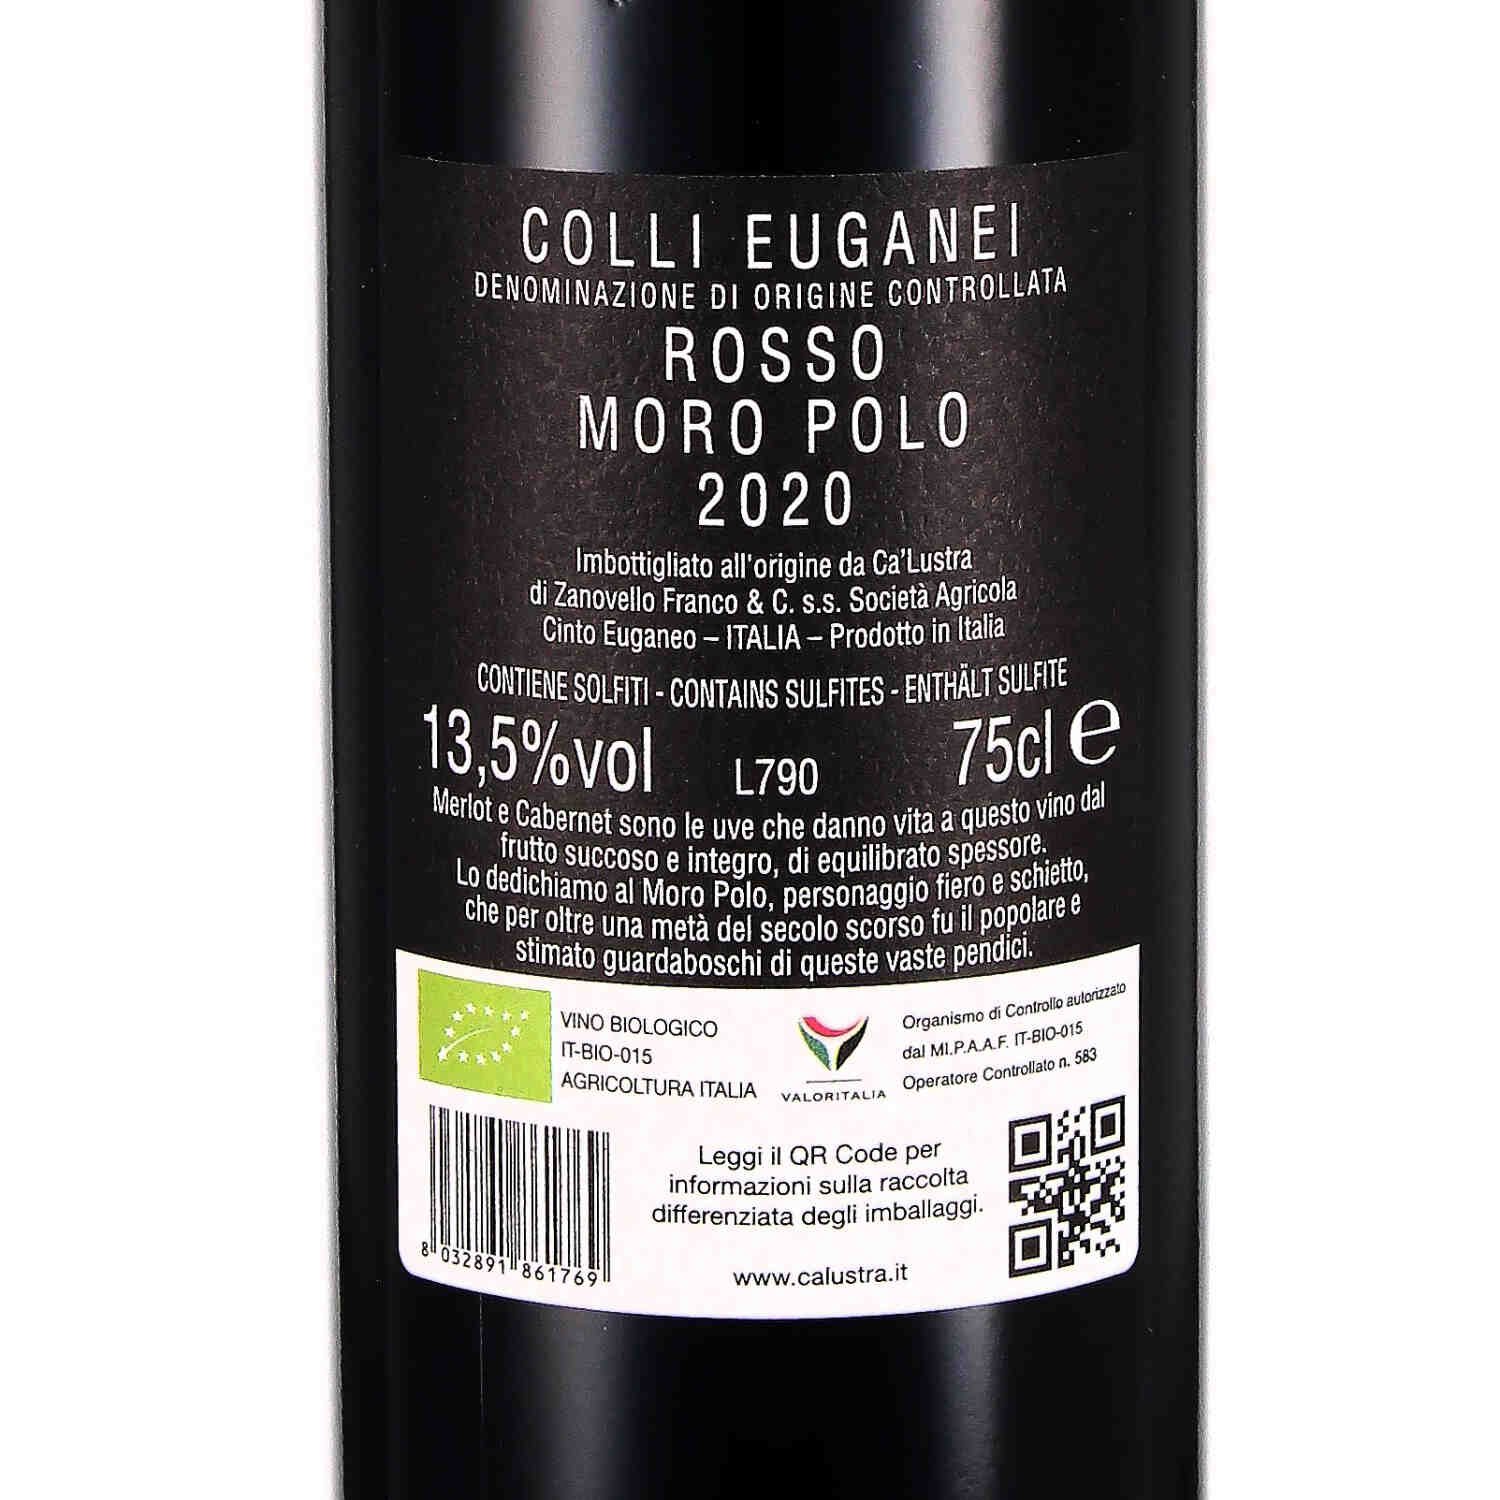 COLLI EUGANEI
DENOMINAZIONE DI ORIGINE CONTROLLATA
ROSSO
MORO POLO
2020
Imbottigliato all'origine da Ca'Lustra
di Zanovello Franco & C. s.s. Società Agricola
Cinto Euganeo – ITALIA – Prodotto in Italia
CONTIENE SOLFITI - CONTAINS SULFITES - ENTHÄLT SULFITE
13,5%vol L790 75cl e
Merlot e Cabernet sono le uve che danno vita a questo vino dal
frutto succoso e integro, di equilibrato spessore.
Lo dedichiamo al Moro Polo, personaggio fiero e schietto,
che per oltre una metà del secolo scorso fu il popolare e
stimato guardaboschi di queste vaste pendici.
VINO BIOLOGICO
IT-BIO-015
AGRICOLTURA ITALIA
VALORITALIA
Organismo di Controllo autorizzato
dal MI.P.A.A.F. IT-BIO-015
Operatore Controllato n. 583
8 032891 861769
Leggi il QR Code per
informazioni sulla raccolta
differenziata degli imballaggi.
www.calustra.it